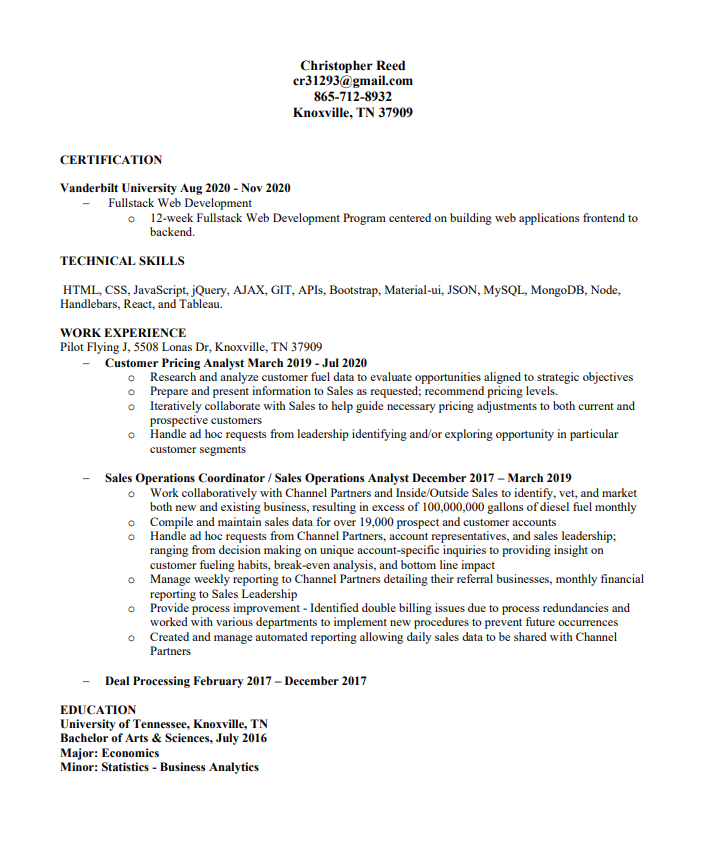 Christopher Reed
cr31293@gmail.com
865-712-8932
Knoxville, TN 37909
CERTIFICATION
Vanderbilt University Aug 2020 - Nov 2020
– Fullstack Web Development
o 12-week Fullstack Web Development Program centered on building web applications frontend to
backend.
TECHNICAL SKILLS
HTML, CSS, JavaScript, jQuery, AJAX, GIT, APIs, Bootstrap, Material-ui, JSON, MySQL, MongoDB, Node,
Handlebars, React, and Tableau.
WORK EXPERIENCE
Pilot Flying J, 5508 Lonas Dr, Knoxville, TN 37909
– Customer Pricing Analyst March 2019 - Jul 2020
o Research and analyze customer fuel data to evaluate opportunities aligned to strategic objectives
o Prepare and present information to Sales as requested; recommend pricing levels.
o Iteratively collaborate with Sales to help guide necessary pricing adjustments to both current and
prospective customers
o Handle ad hoc requests from leadership identifying and/or exploring opportunity in particular
customer segments
– Sales Operations Coordinator / Sales Operations Analyst December 2017 – March 2019
o Work collaboratively with Channel Partners and Inside/Outside Sales to identify, vet, and market
both new and existing business, resulting in excess of 100,000,000 gallons of diesel fuel monthly
o Compile and maintain sales data for over 19,000 prospect and customer accounts
o Handle ad hoc requests from Channel Partners, account representatives, and sales leadership;
ranging from decision making on unique account-specific inquiries to providing insight on
customer fueling habits, break-even analysis, and bottom line impact
o Manage weekly reporting to Channel Partners detailing their referral businesses, monthly financial
reporting to Sales Leadership
o Provide process improvement - Identified double billing issues due to process redundancies and
worked with various departments to implement new procedures to prevent future occurrences
o Created and manage automated reporting allowing daily sales data to be shared with Channel
Partners
– Deal Processing February 2017 – December 2017
EDUCATION
University of Tennessee, Knoxville, TN
Bachelor of Arts & Sciences, July 2016
Major: Economics
Minor: Statistics - Business Analytics